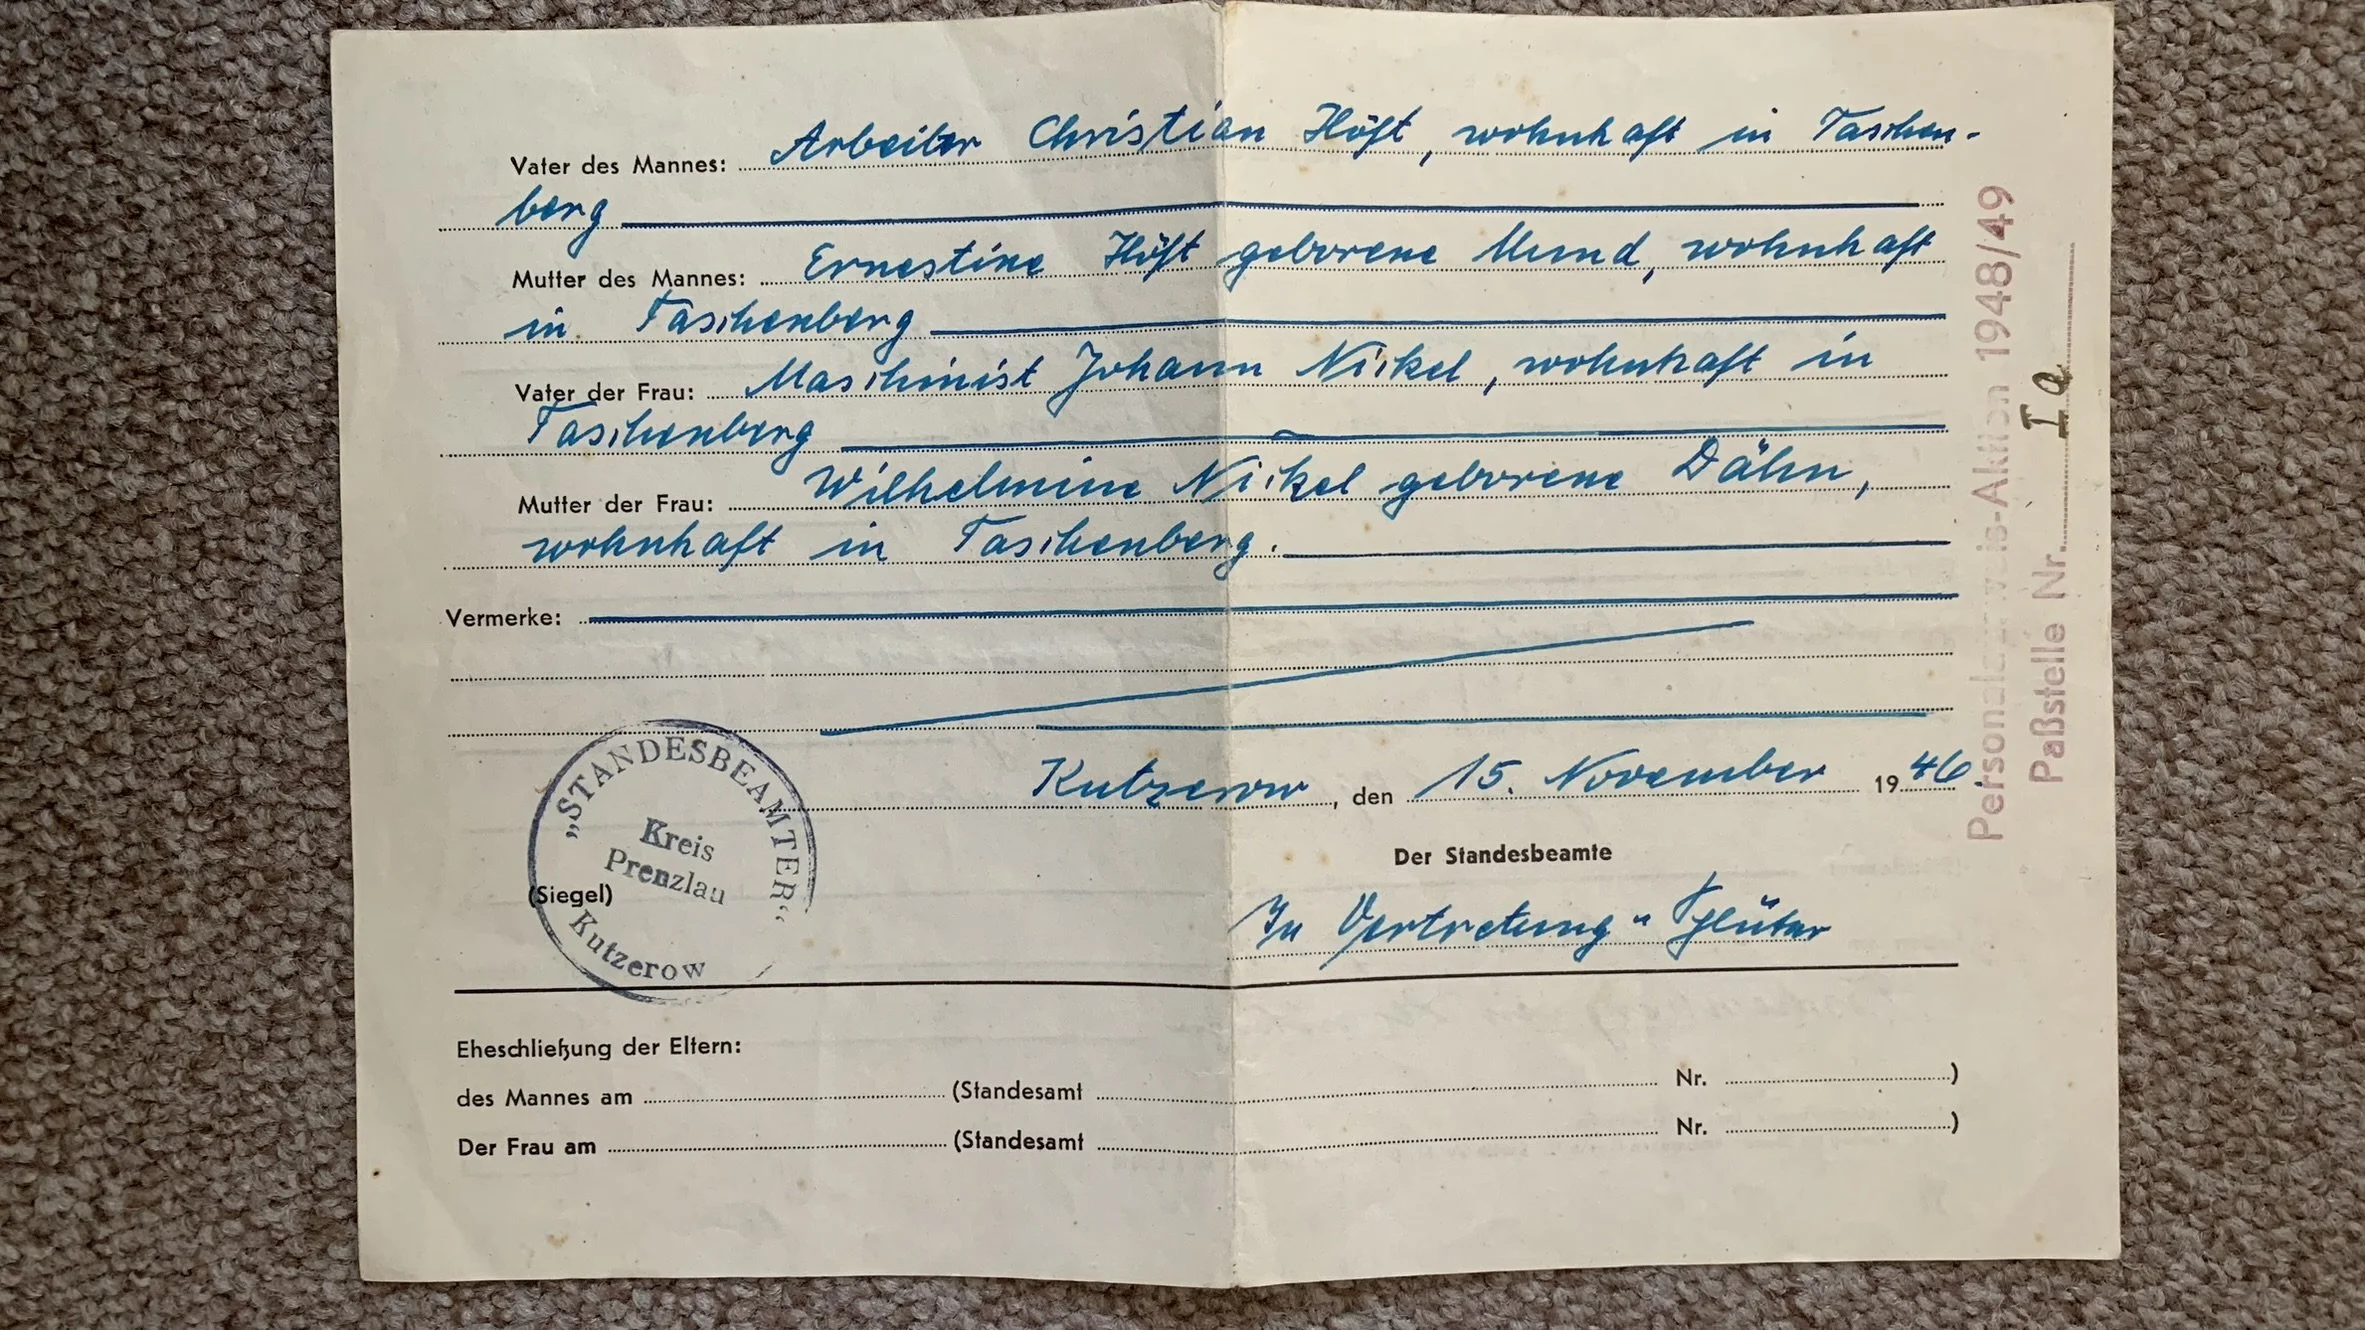 Vater des Mannes: Arbeiter Christian Höft, wohnhaft in Taschen-
berg
Mutter des Mannes: Ernestine Höft geborene Mund, wohnhaft
in Taschenberg
Vater der Frau: Maschinist Johann Nickel, wohnhaft in
Taschenberg
Mutter der Frau: Wilhelmine Nickel geborene Dähn,
wohnhaft in Taschenberg.
Vermerke:
Kutzerow, den 15. November 1946.
Der Standesbeamte
In Vertretung
(Siegel)
„STANDESBEAMTER“
Kreis
Prenzlau
Kutzerow
Eheschließung der Eltern:
des Mannes am (Standesamt Nr. )
Der Frau am (Standesamt Nr. )
Personalausweis-Aktion 1948/49
Paßstelle Nr. I a